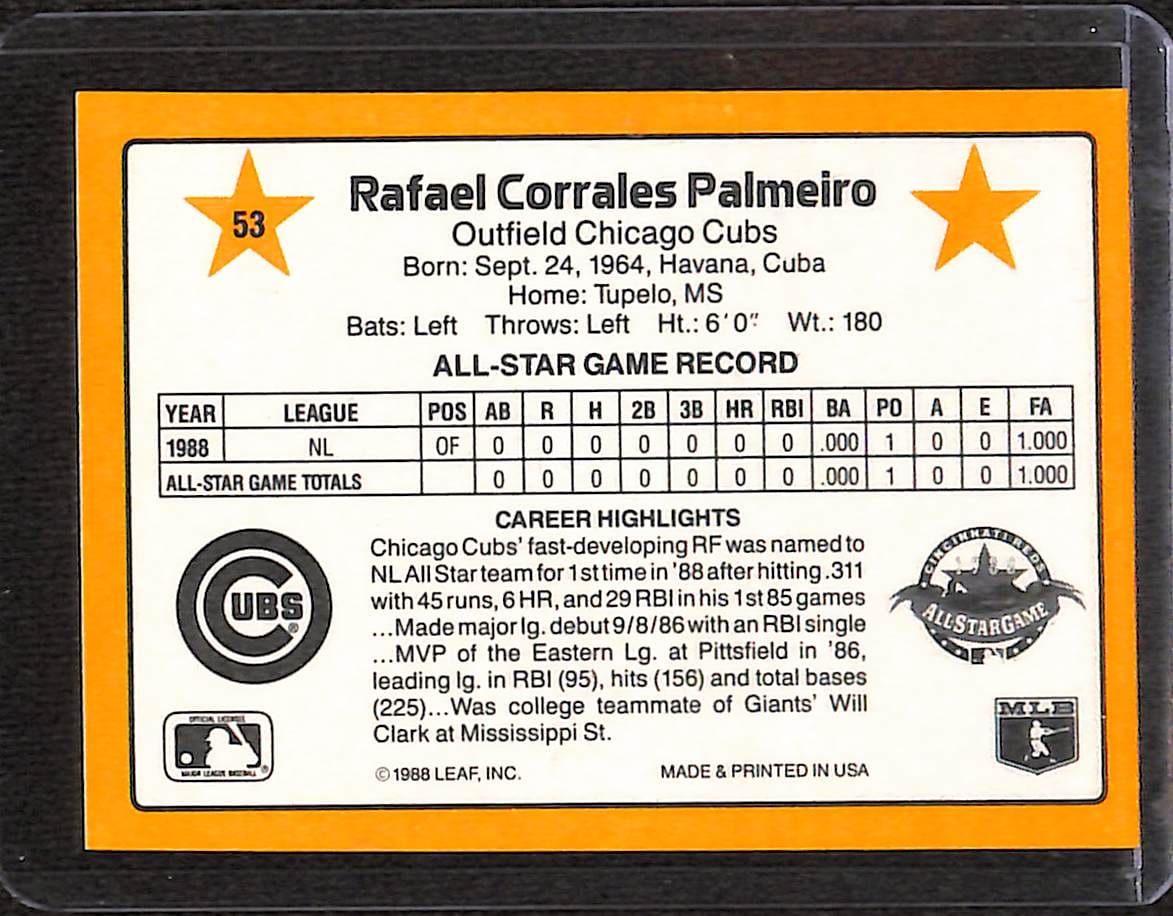 53
Rafael Corrales Palmeiro
Outfield Chicago Cubs
Born: Sept. 24, 1964, Havana, Cuba
Home: Tupelo, MS
Bats: Left Throws: Left Ht.: 6'0" Wt.: 180
ALL-STAR GAME RECORD
YEAR LEAGUE POS AB R H 2B 3B HR RBI BA PO A E FA
1988 NL OF 0 0 0 0 0 0 0 .000 1 0 0 1.000
ALL-STAR GAME TOTALS 0 0 0 0 0 0 0 .000 1 0 0 1.000
CAREER HIGHLIGHTS
Chicago Cubs' fast-developing RF was named to
NL All Star team for 1st time in '88 after hitting .311
with 45 runs, 6 HR, and 29 RBI in his 1st 85 games
...Made major lg. debut 9/8/86 with an RBI single
...MVP of the Eastern Lg. at Pittsfield in '86,
leading lg. in RBI (95), hits (156) and total bases
(225)...Was college teammate of Giants' Will
Clark at Mississippi St.
CUBS®
CINCINNATI REDS
1988
ALL-STAR GAME
OFFICIAL LICENSEE
MAJOR LEAGUE BASEBALL®
MLB
©1988 LEAF, INC. MADE & PRINTED IN USA